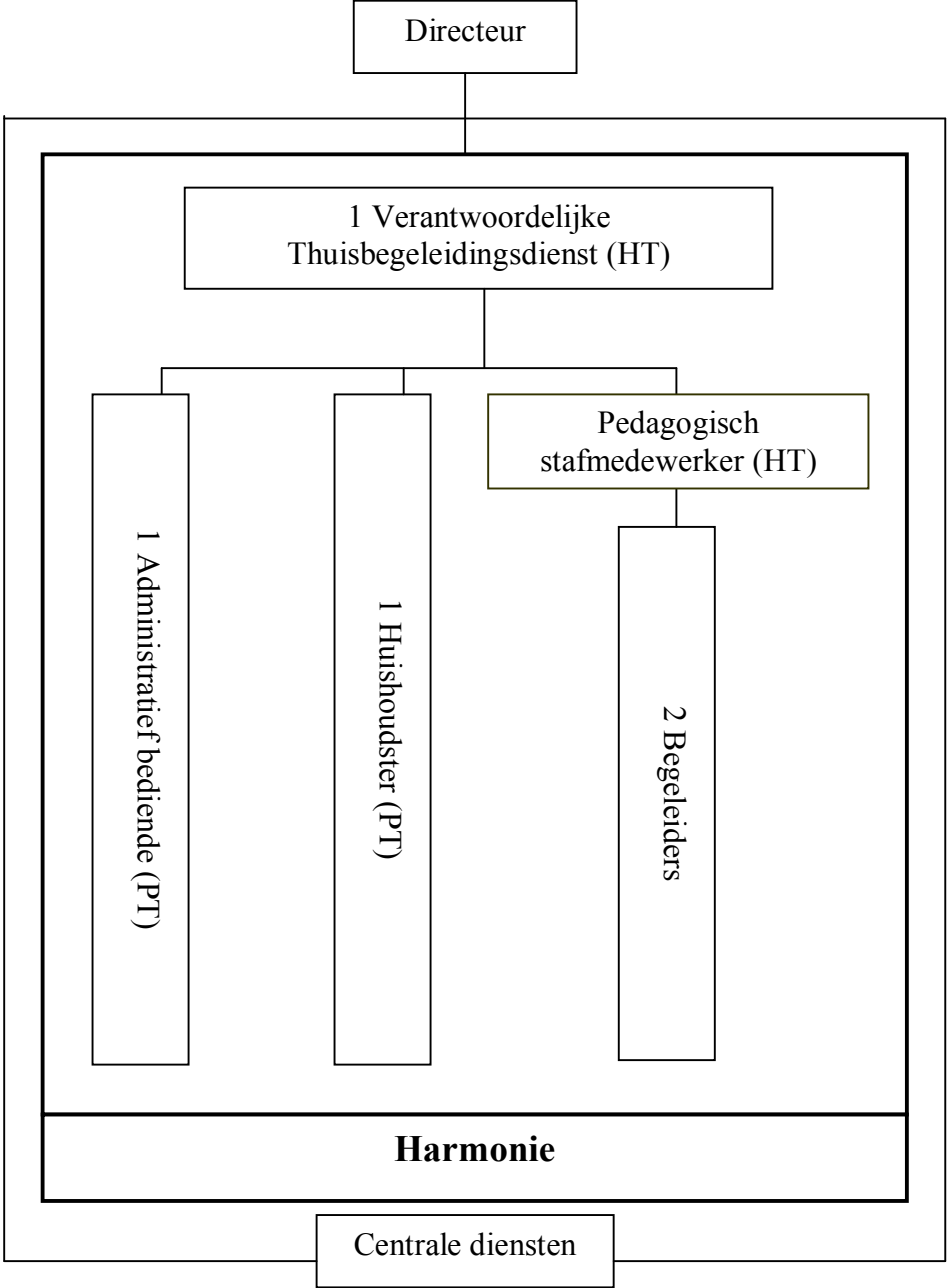 Directeur
1 Verantwoordelijke
Thuisbegeleidingsdienst (HT)
Pedagogisch
stafmedewerker (HT)
1 Administratief bediende (PT)
1 Huishoudster (PT)
2 Begeleiders
Harmonie
Centrale diensten